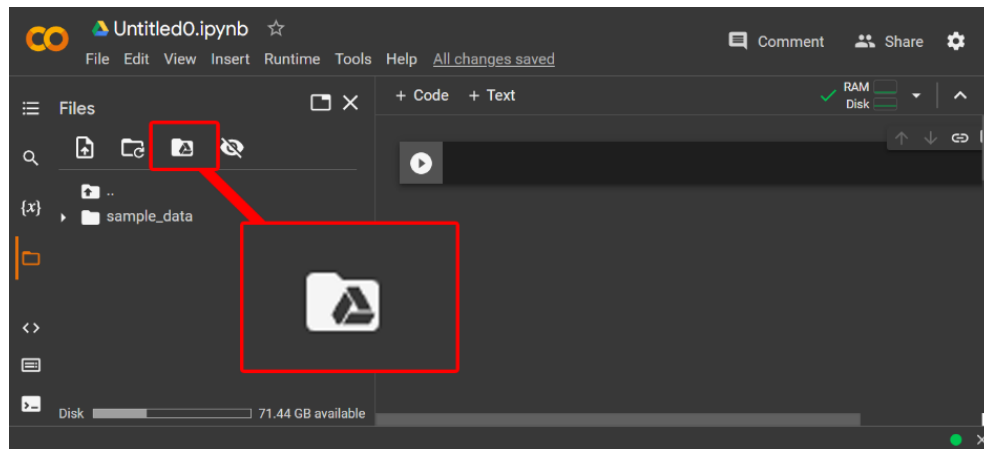 Untitled0.ipynb
File Edit View Insert Runtime Tools Help All changes saved
Comment Share
Files
+ Code + Text
RAM
Disk
..
{x}
sample_data
Disk 71.44 GB available